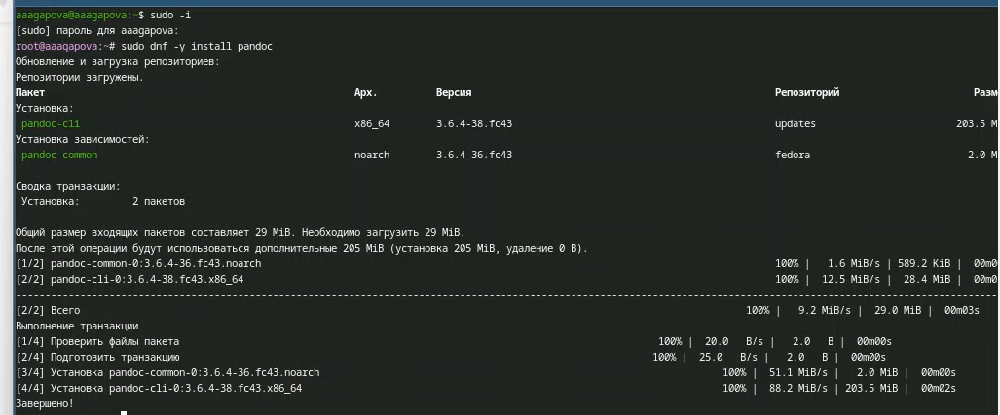 aaagapova@aaagapova:~$ sudo -i
[sudo] пароль для aaagapova:
root@aaagapova:~# sudo dnf -y install pandoc
Обновление и загрузка репозиториев:
Репозитории загружены.
Пакет Арх. Версия Репозиторий Разм
Установка:
pandoc-cli x86_64 3.6.4-38.fc43 updates 203.5 M
Установка зависимостей:
pandoc-common noarch 3.6.4-36.fc43 fedora 2.0 M
Сводка транзакции:
Установка: 2 пакетов
Общий размер входящих пакетов составляет 29 MiB. Необходимо загрузить 29 MiB.
После этой операции будут использоваться дополнительные 205 MiB (установка 205 MiB, удаление 0 B).
[1/2] pandoc-common-0:3.6.4-36.fc43.noarch 100% | 1.6 MiB/s | 589.2 KiB | 00m0
[2/2] pandoc-cli-0:3.6.4-38.fc43.x86_64 100% | 12.5 MiB/s | 28.4 MiB | 00m0
[2/2] Всего 100% | 9.2 MiB/s | 29.0 MiB | 00m03s
Выполнение транзакции
[1/4] Проверить файлы пакета 100% | 20.0 B/s | 2.0 B | 00m00s
[2/4] Подготовить транзакцию 100% | 25.0 B/s | 2.0 B | 00m00s
[3/4] Установка pandoc-common-0:3.6.4-36.fc43.noarch 100% | 51.1 MiB/s | 2.0 MiB | 00m00s
[4/4] Установка pandoc-cli-0:3.6.4-38.fc43.x86_64 100% | 88.2 MiB/s | 203.5 MiB | 00m02s
Завершено!